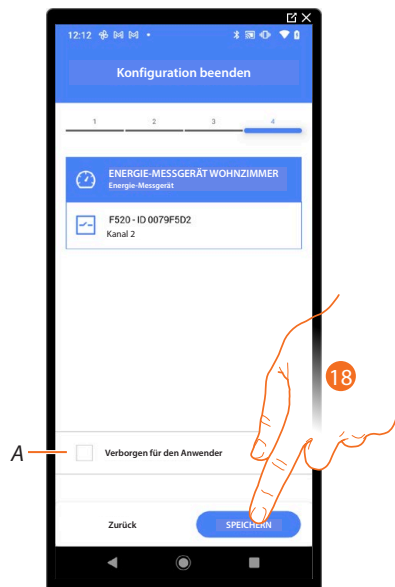 12:12
Konfiguration beenden
1 2 3 4
ENERGIE-MESSGERÄT WOHNZIMMER
Energie-Messgerät
F520 - ID 0079F5D2
Kanal 2
18
A
Verborgen für den Anwender
Zurück SPEICHERN